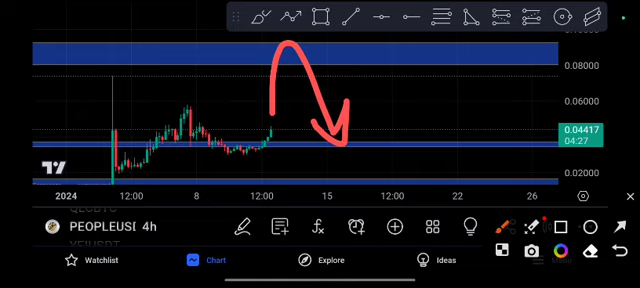 0.08000
0.06000
0.04417
04:27
0.02000
2024 12:00 8 12:00 15 12:00 22 26
PEOPLEUS 4h
Watchlist Chart Explore Ideas